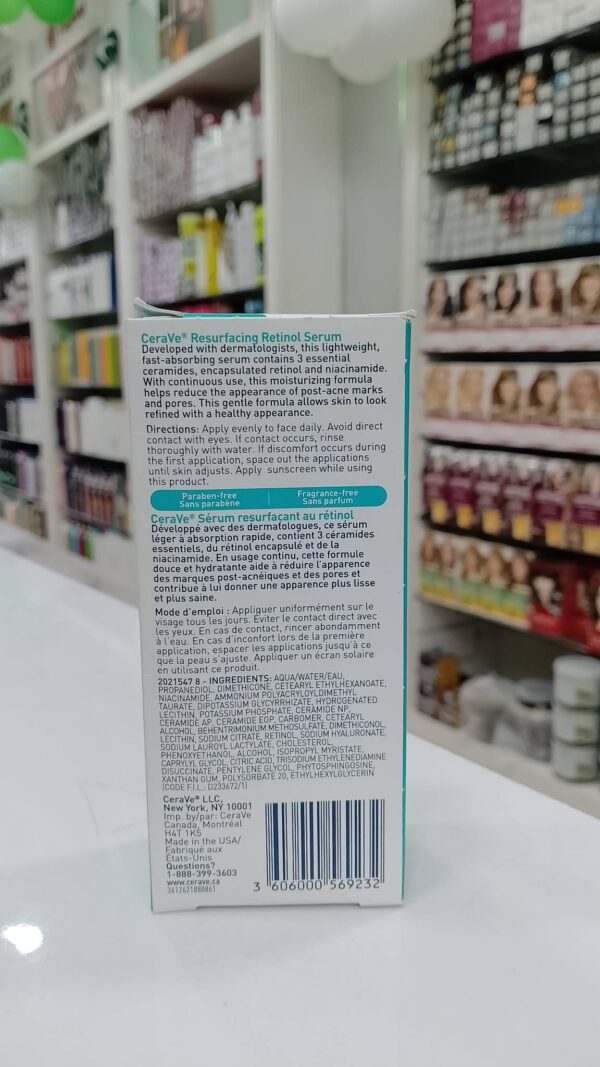 CeraVe® Resurfacing Retinol Serum
Developed with dermatologists, this lightweight,
fast-absorbing serum contains 3 essential
ceramides, encapsulated retinol and niacinamide.
With continuous use, this moisturizing formula
helps reduce the appearance of post-acne marks
and pores. This gentle formula allows skin to look
refined with a healthy appearance.
Directions: Apply evenly to face daily. Avoid direct
contact with eyes. If contact occurs, rinse
thoroughly with water. If discomfort occurs during
the first application, space out the applications
until skin adjusts. Apply sunscreen while using
this product.
Paraben-free
Sans parabène
Fragrance-free
Sans parfum
CeraVe® Sérum resurfaçant au rétinol
Développé avec des dermatologues, ce sérum
léger à absorption rapide, contient 3 céramides
essentiels, du rétinol encapsulé et de la
niacinamide. En usage continu, cette formule
douce et hydratante aide à réduire l'apparence
des marques post-acnéiques et des pores et
contribue à lui donner une apparence plus lisse
et plus saine.
Mode d'emploi : Appliquer uniformément sur le
visage tous les jours. Éviter le contact direct avec
les yeux. En cas de contact, rincer abondamment
à l'eau. En cas d'inconfort lors de la première
application, espacer les applications jusqu'à ce
que la peau s'ajuste. Appliquer un écran solaire
en utilisant ce produit.
2021547 8 - INGREDIENTS: AQUA/WATER/EAU,
PROPANEDIOL, DIMETHICONE, CETEARYL ETHYLHEXANOATE,
NIACINAMIDE, AMMONIUM POLYACRYLOYLDIMETHYL
TAURATE, DIPOTASSIUM GLYCYRRHIZATE, HYDROGENATED
LECITHIN, POTASSIUM PHOSPHATE, CERAMIDE NP,
CERAMIDE AP, CERAMIDE EOP, CARBOMER, CETEARYL
ALCOHOL, BEHENTRIMONIUM METHOSULFATE, DIMETHICONOL,
LECITHIN, SODIUM CITRATE, RETINOL, SODIUM HYALURONATE,
SODIUM LAUROYL LACTYLATE, CHOLESTEROL,
PHENOXYETHANOL, ALCOHOL, ISOPROPYL MYRISTATE,
CAPRYLYL GLYCOL, CITRIC ACID, TRISODIUM ETHYLENEDIAMINE
DISUCCINATE, PENTYLENE GLYCOL, PHYTOSPHINGOSINE,
XANTHAN GUM, POLYSORBATE 20, ETHYLHEXYLGLYCERIN
(CODE F.I.L.: D233672/1)
CeraVe® LLC,
New York, NY 10001
Imp. by/par: CeraVe
Canada, Montréal
H4T 1K5
Made in the USA/
Fabriqué aux
États-Unis
Questions?
1-888-399-3603
www.cerave.ca
3612621880861
3 606000 569232